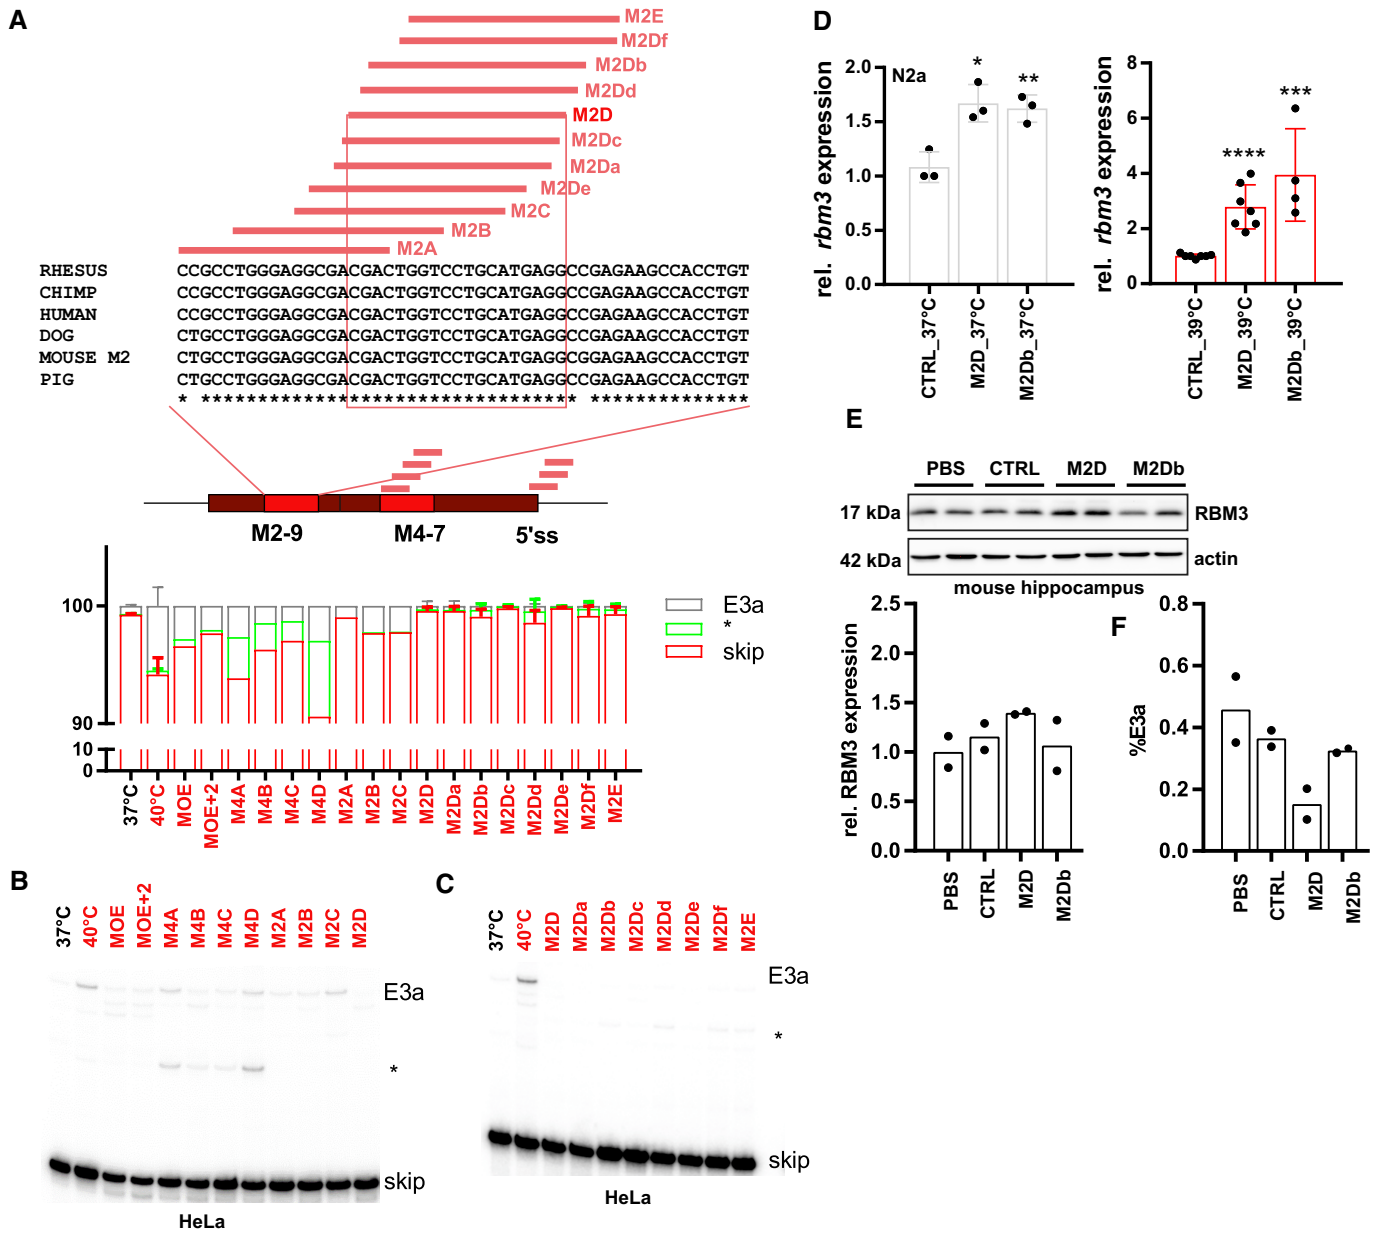 A
M2E
M2Df
M2Db
M2Dd
M2D
M2Dc
M2Da
M2De
M2C
M2B
M2A
RHESUS CCGCCTGGGAGGCGACGACTGGTCCTGCATGAGGCCGAGAAGCCACCTGT
CHIMP CCGCCTGGGAGGCGACGACTGGTCCTGCATGAGGCCGAGAAGCCACCTGT
HUMAN CCGCCTGGGAGGCGACGACTGGTCCTGCATGAGGCCGAGAAGCCACCTGT
DOG CTGCCTGGGAGGCGACGACTGGTCCTGCATGAGGCCGAGAAGCCACCTGT
MOUSE M2 CTGCCTGGGAGGCGACGACTGGTCCTGCATGAGGCGGAGAAGCCACCTGT
PIG CTGCCTGGGAGGCGACGACTGGTCCTGCATGAGGCCGAGAAGCCACCTGT
* ********************************* **************
M2-9 M4-7 5'ss
100
90
10
0
E3a
*
skip
37°C 40°C MOE MOE+2 M4A M4B M4C M4D M2A M2B M2C M2D M2Da M2Db M2Dc M2Dd M2De M2Df M2E
B
37°C 40°C MOE MOE+2 M4A M4B M4C M4D M2A M2B M2C M2D
E3a
*
skip
HeLa
C
37°C 40°C M2D M2Da M2Db M2Dc M2Dd M2De M2Df M2E
E3a
*
skip
HeLa
D
rel. rbm3 expression
2.0
1.5
1.0
0.5
0.0
N2a
* **
CTRL_37°C M2D_37°C M2Db_37°C
rel. rbm3 expression
8
6
4
2
0
**** ***
CTRL_39°C M2D_39°C M2Db_39°C
E
PBS CTRL M2D M2Db
17 kDa RBM3
42 kDa actin
mouse hippocampus
rel. RBM3 expression
2.5
2.0
1.5
1.0
0.5
0.0
PBS CTRL M2D M2Db
F
%E3a
0.8
0.6
0.4
0.2
0.0
PBS CTRL M2D M2Db